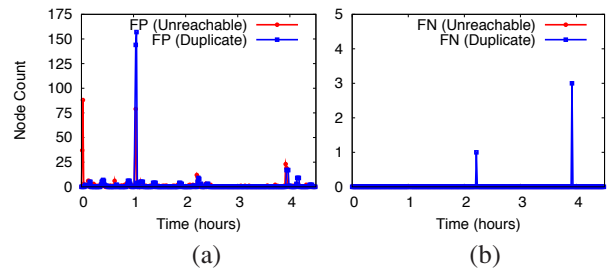 175
150
125
100
75
50
25
0
Node Count
FP (Unreachable)
FP (Duplicate)
0 1 2 3 4
Time (hours)
(a)
5
4
3
2
1
0
FN (Unreachable)
FN (Duplicate)
0 1 2 3 4
Time (hours)
(b)